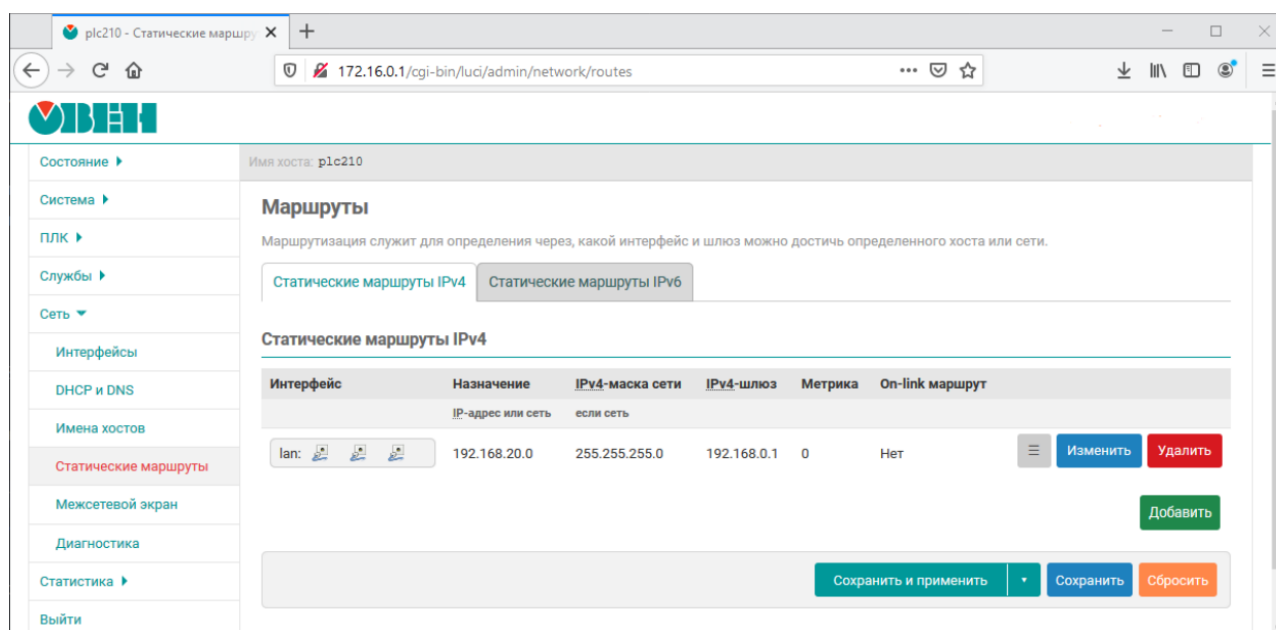 plc210 - Статические маршру
172.16.0.1/cgi-bin/luci/admin/network/routes
ОВЕН
Имя хоста: plc210
Состояние
Система
ПЛК
Службы
Сеть
Интерфейсы
DHCP и DNS
Имена хостов
Статические маршруты
Межсетевой экран
Диагностика
Статистика
Выйти
Маршруты
Маршрутизация служит для определения через, какой интерфейс и шлюз можно достичь определенного хоста или сети.
Статические маршруты IPv4 Статические маршруты IPv6
Статические маршруты IPv4
Интерфейс Назначение IPv4-маска сети IPv4-шлюз Метрика On-link маршрут
IP-адрес или сеть если сеть
lan: 192.168.20.0 255.255.255.0 192.168.0.1 0 Нет Изменить Удалить
Добавить
Сохранить и применить Сохранить Сбросить